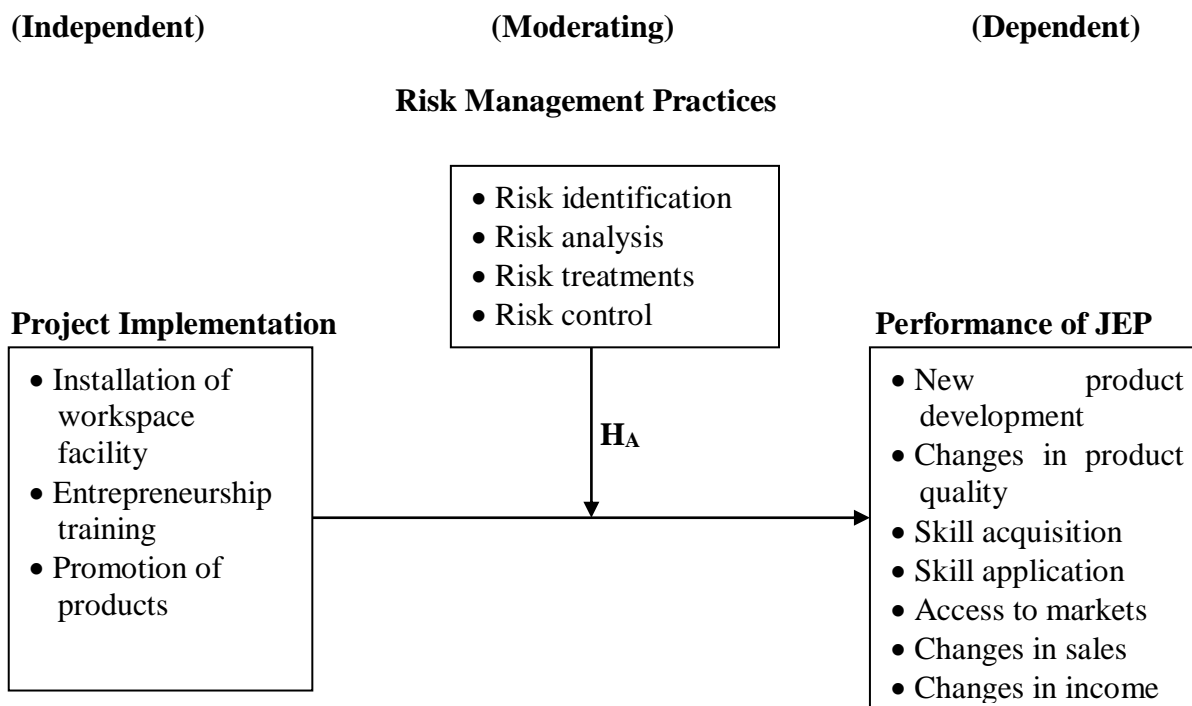 (Independent) (Moderating) (Dependent)
Risk Management Practices
• Risk identification
• Risk analysis
• Risk treatments
• Risk control
Project Implementation
• Installation of
workspace
facility
• Entrepreneurship
training
• Promotion of
products
H_A
Performance of JEP
• New product
development
• Changes in product
quality
• Skill acquisition
• Skill application
• Access to markets
• Changes in sales
• Changes in income